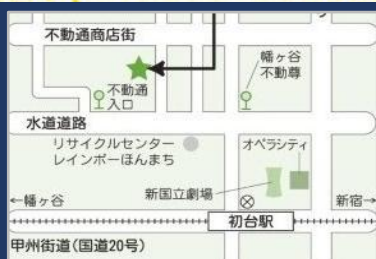 不動通商店街
幡ヶ谷
不動尊
不動通
入口
水道道路
リサイクルセンター
レインボーほんまち
オペラシティ
新国立劇場
←幡ヶ谷
新宿→
初台駅
甲州街道(国道20号)